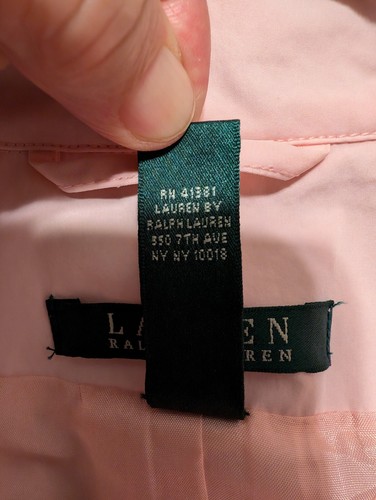 RN 41381
LAUREN BY
RALPH LAUREN
550 7TH AVE
NY NY 10018